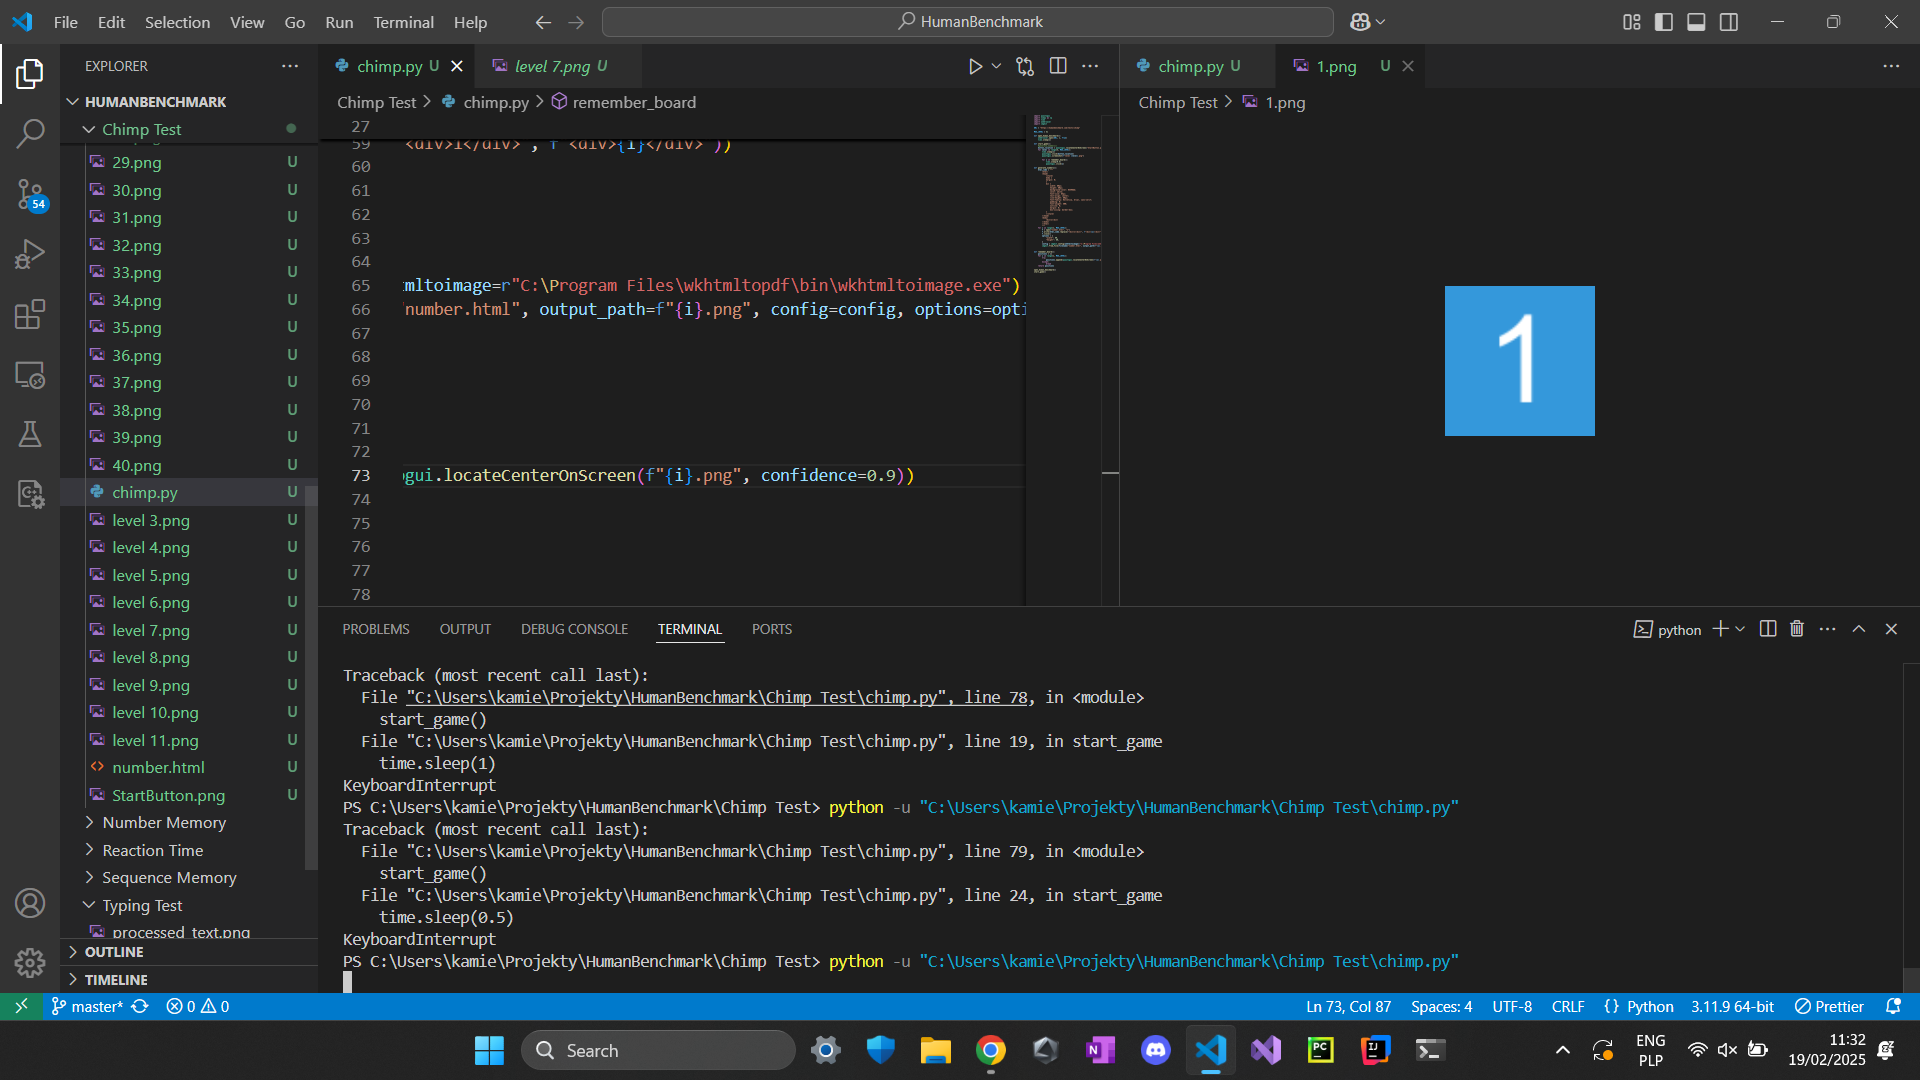 File Edit Selection View Go Run Terminal Help
HumanBenchmark
EXPLORER
HUMANBENCHMARK
Chimp Test
29.png U
30.png U
31.png U
32.png U
33.png U
34.png U
35.png U
36.png U
37.png U
38.png U
39.png U
40.png U
chimp.py U
level 3.png U
level 4.png U
level 5.png U
level 6.png U
level 7.png U
level 8.png U
level 9.png U
level 10.png U
level 11.png U
number.html U
StartButton.png U
Number Memory
Reaction Time
Sequence Memory
Typing Test
processed_text.png
OUTLINE
TIMELINE
54
chimp.py U
level 7.png U
Chimp Test > chimp.py > remember_board
27
59 <div>1</div>", f"<div>{i}</div>"))
60
61
62
63
64
65 mltoimage=r"C:\Program Files\wkhtmltopdf\bin\wkhtmltoimage.exe")
66 "number.html", output_path=f"{i}.png", config=config, options=opti
67
68
69
70
71
72
73 gui.locateCenterOnScreen(f"{i}.png", confidence=0.9))
74
75
76
77
78
chimp.py U
1.png U
Chimp Test > 1.png
1
PROBLEMS OUTPUT DEBUG CONSOLE TERMINAL PORTS
python
Traceback (most recent call last):
File "C:\Users\kamie\Projekty\HumanBenchmark\Chimp Test\chimp.py", line 78, in <module>
start_game()
File "C:\Users\kamie\Projekty\HumanBenchmark\Chimp Test\chimp.py", line 19, in start_game
time.sleep(1)
KeyboardInterrupt
PS C:\Users\kamie\Projekty\HumanBenchmark\Chimp Test> python -u "C:\Users\kamie\Projekty\HumanBenchmark\Chimp Test\chimp.py"
Traceback (most recent call last):
File "C:\Users\kamie\Projekty\HumanBenchmark\Chimp Test\chimp.py", line 79, in <module>
start_game()
File "C:\Users\kamie\Projekty\HumanBenchmark\Chimp Test\chimp.py", line 24, in start_game
time.sleep(0.5)
KeyboardInterrupt
PS C:\Users\kamie\Projekty\HumanBenchmark\Chimp Test> python -u "C:\Users\kamie\Projekty\HumanBenchmark\Chimp Test\chimp.py"
master* 0 0
Ln 73, Col 87 Spaces: 4 UTF-8 CRLF {} Python 3.11.9 64-bit Prettier
Search
ENG
PLP
11:32
19/02/2025